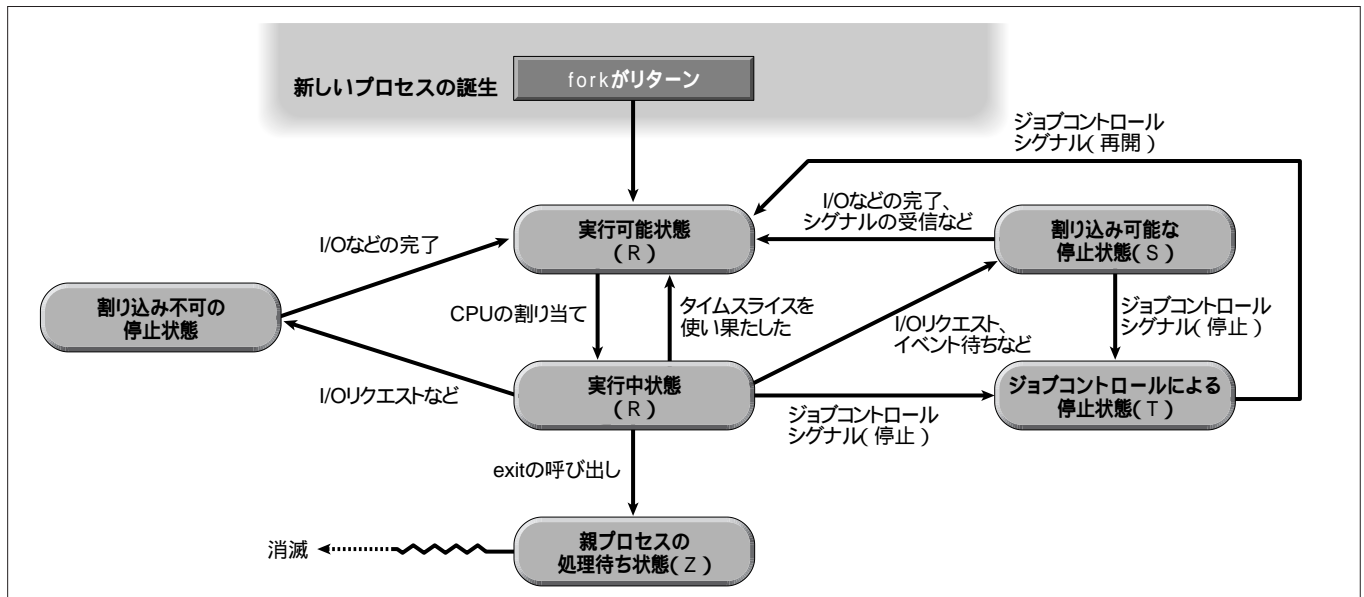 新しいプロセスの誕生
forkがリターン
ジョブコントロール
シグナル(再開)
I/Oなどの完了、
シグナルの受信など
実行可能状態
(R)
割り込み可能な
停止状態(S)
I/Oなどの完了
割り込み不可の
停止状態
CPUの割り当て
タイムスライスを
使い果たした
I/Oリクエスト、
イベント待ちなど
ジョブコントロール
シグナル(停止)
I/Oリクエストなど
実行中状態
(R)
ジョブコントロール
シグナル(停止)
ジョブコントロールによる
停止状態(T)
exitの呼び出し
消滅
親プロセスの
処理待ち状態(Z)